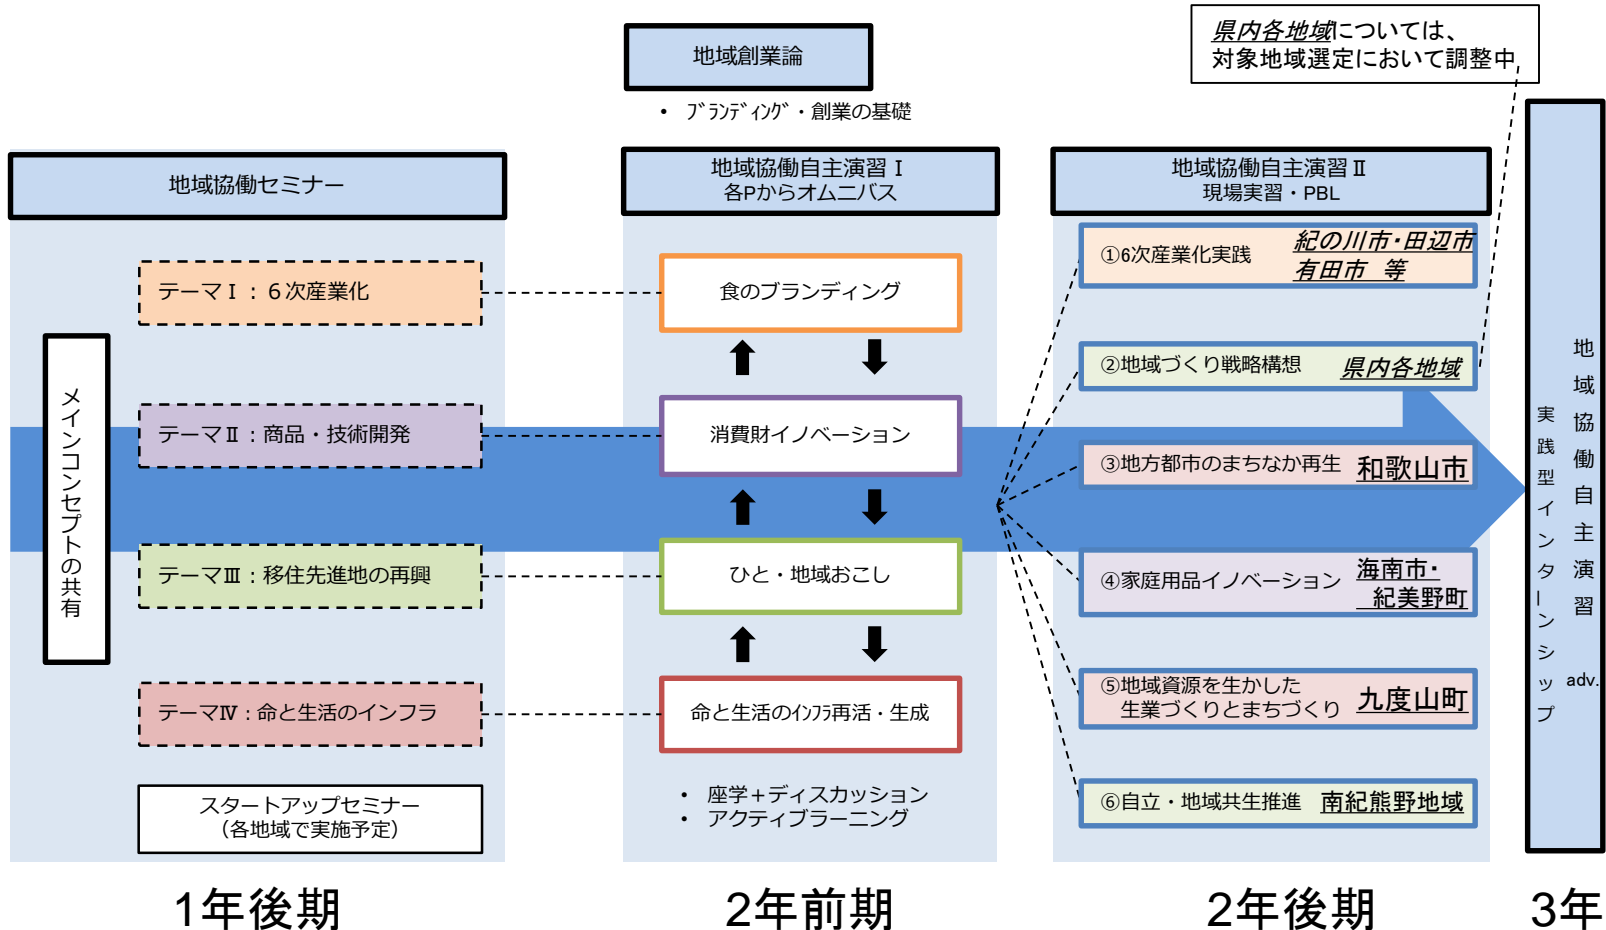 県内各地域については、
対象地域選定において調整中
地域創業論
• ﾌﾞﾗﾝﾃﾞｨﾝｸﾞ・創業の基礎
地域協働セミナー
メインコンセプトの共有
テーマⅠ：６次産業化
テーマⅡ：商品・技術開発
テーマⅢ：移住先進地の再興
テーマⅣ：命と生活のインフラ
スタートアップセミナー
（各地域で実施予定）
1年後期
地域協働自主演習Ⅰ
各Pからオムニバス
食のブランディング
消費財イノベーション
ひと・地域おこし
命と生活のｲﾝﾌﾗ再活・生成
• 座学＋ディスカッション
• アクティブラーニング
2年前期
地域協働自主演習Ⅱ
現場実習・PBL
①6次産業化実践
紀の川市・田辺市
有田市　等
②地域づくり戦略構想 県内各地域
③地方都市のまちなか再生 和歌山市
④家庭用品イノベーション
海南市・
紀美野町
⑤地域資源を生かした
生業づくりとまちづくり
九度山町
⑥自立・地域共生推進 南紀熊野地域
2年後期
地域協働自主演習 adv.
実践型インターンシップ
3年